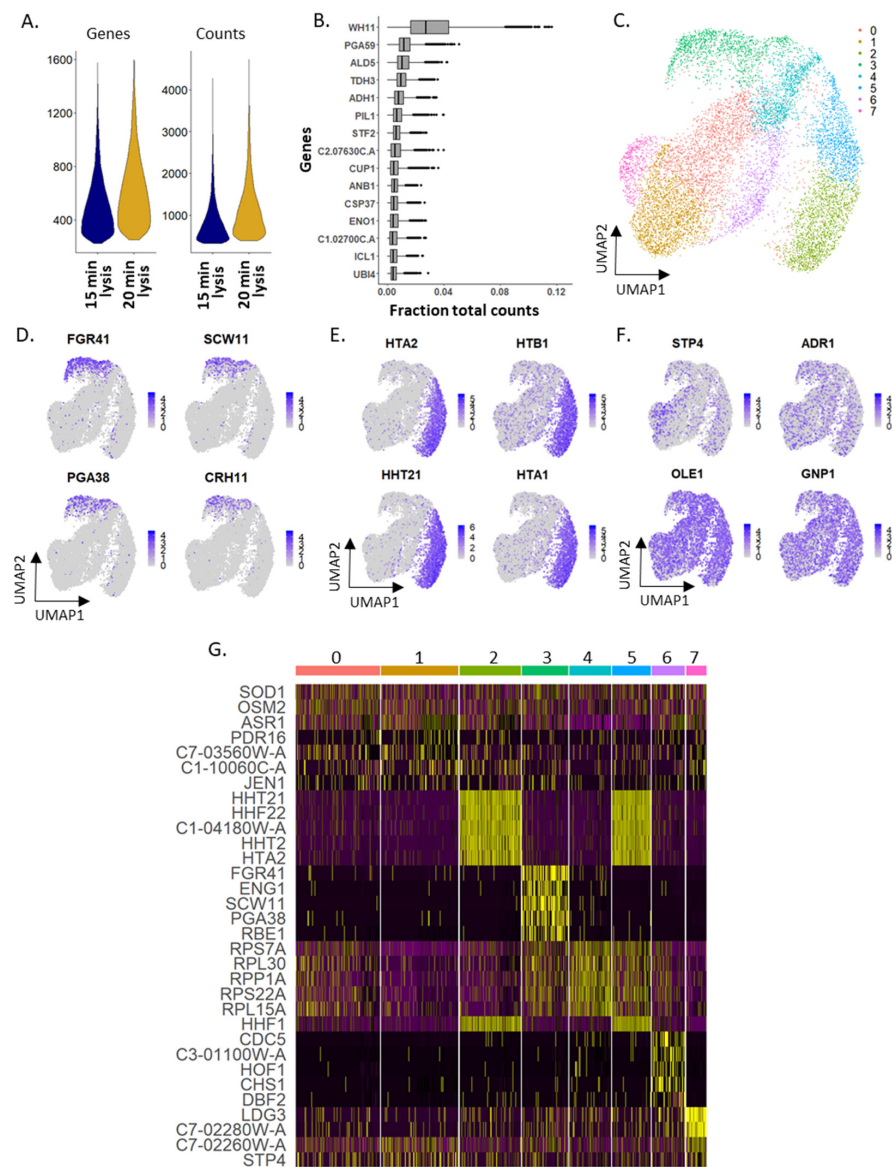 A.
Genes
Counts
1600
1200
800
400
4000
3000
2000
1000
15 min lysis
20 min lysis
15 min lysis
20 min lysis
B.
Genes
WH11
PGA59
ALD5
TDH3
ADH1
PIL1
STF2
C2.07630C.A
CUP1
ANB1
CSP37
ENO1
C1.02700C.A
ICL1
UBI4
0.00 0.04 0.08 0.12
Fraction total counts
C.
0
1
2
3
4
5
6
7
UMAP2
UMAP1
D.
FGR41
SCW11
PGA38
CRH11
UMAP2
UMAP1
E.
HTA2
HTB1
HHT21
HTA1
UMAP2
UMAP1
F.
STP4
ADR1
OLE1
GNP1
UMAP2
UMAP1
G.
0 1 2 3 4 5 6 7
SOD1
OSM2
ASR1
PDR16
C7-03560W-A
C1-10060C-A
JEN1
HHT21
HHF22
C1-04180W-A
HHT2
HTA2
FGR41
ENG1
SCW11
PGA38
RBE1
RPS7A
RPL30
RPP1A
RPS22A
RPL15A
HHF1
CDC5
C3-01100W-A
HOF1
CHS1
DBF2
LDG3
C7-02280W-A
C7-02260W-A
STP4